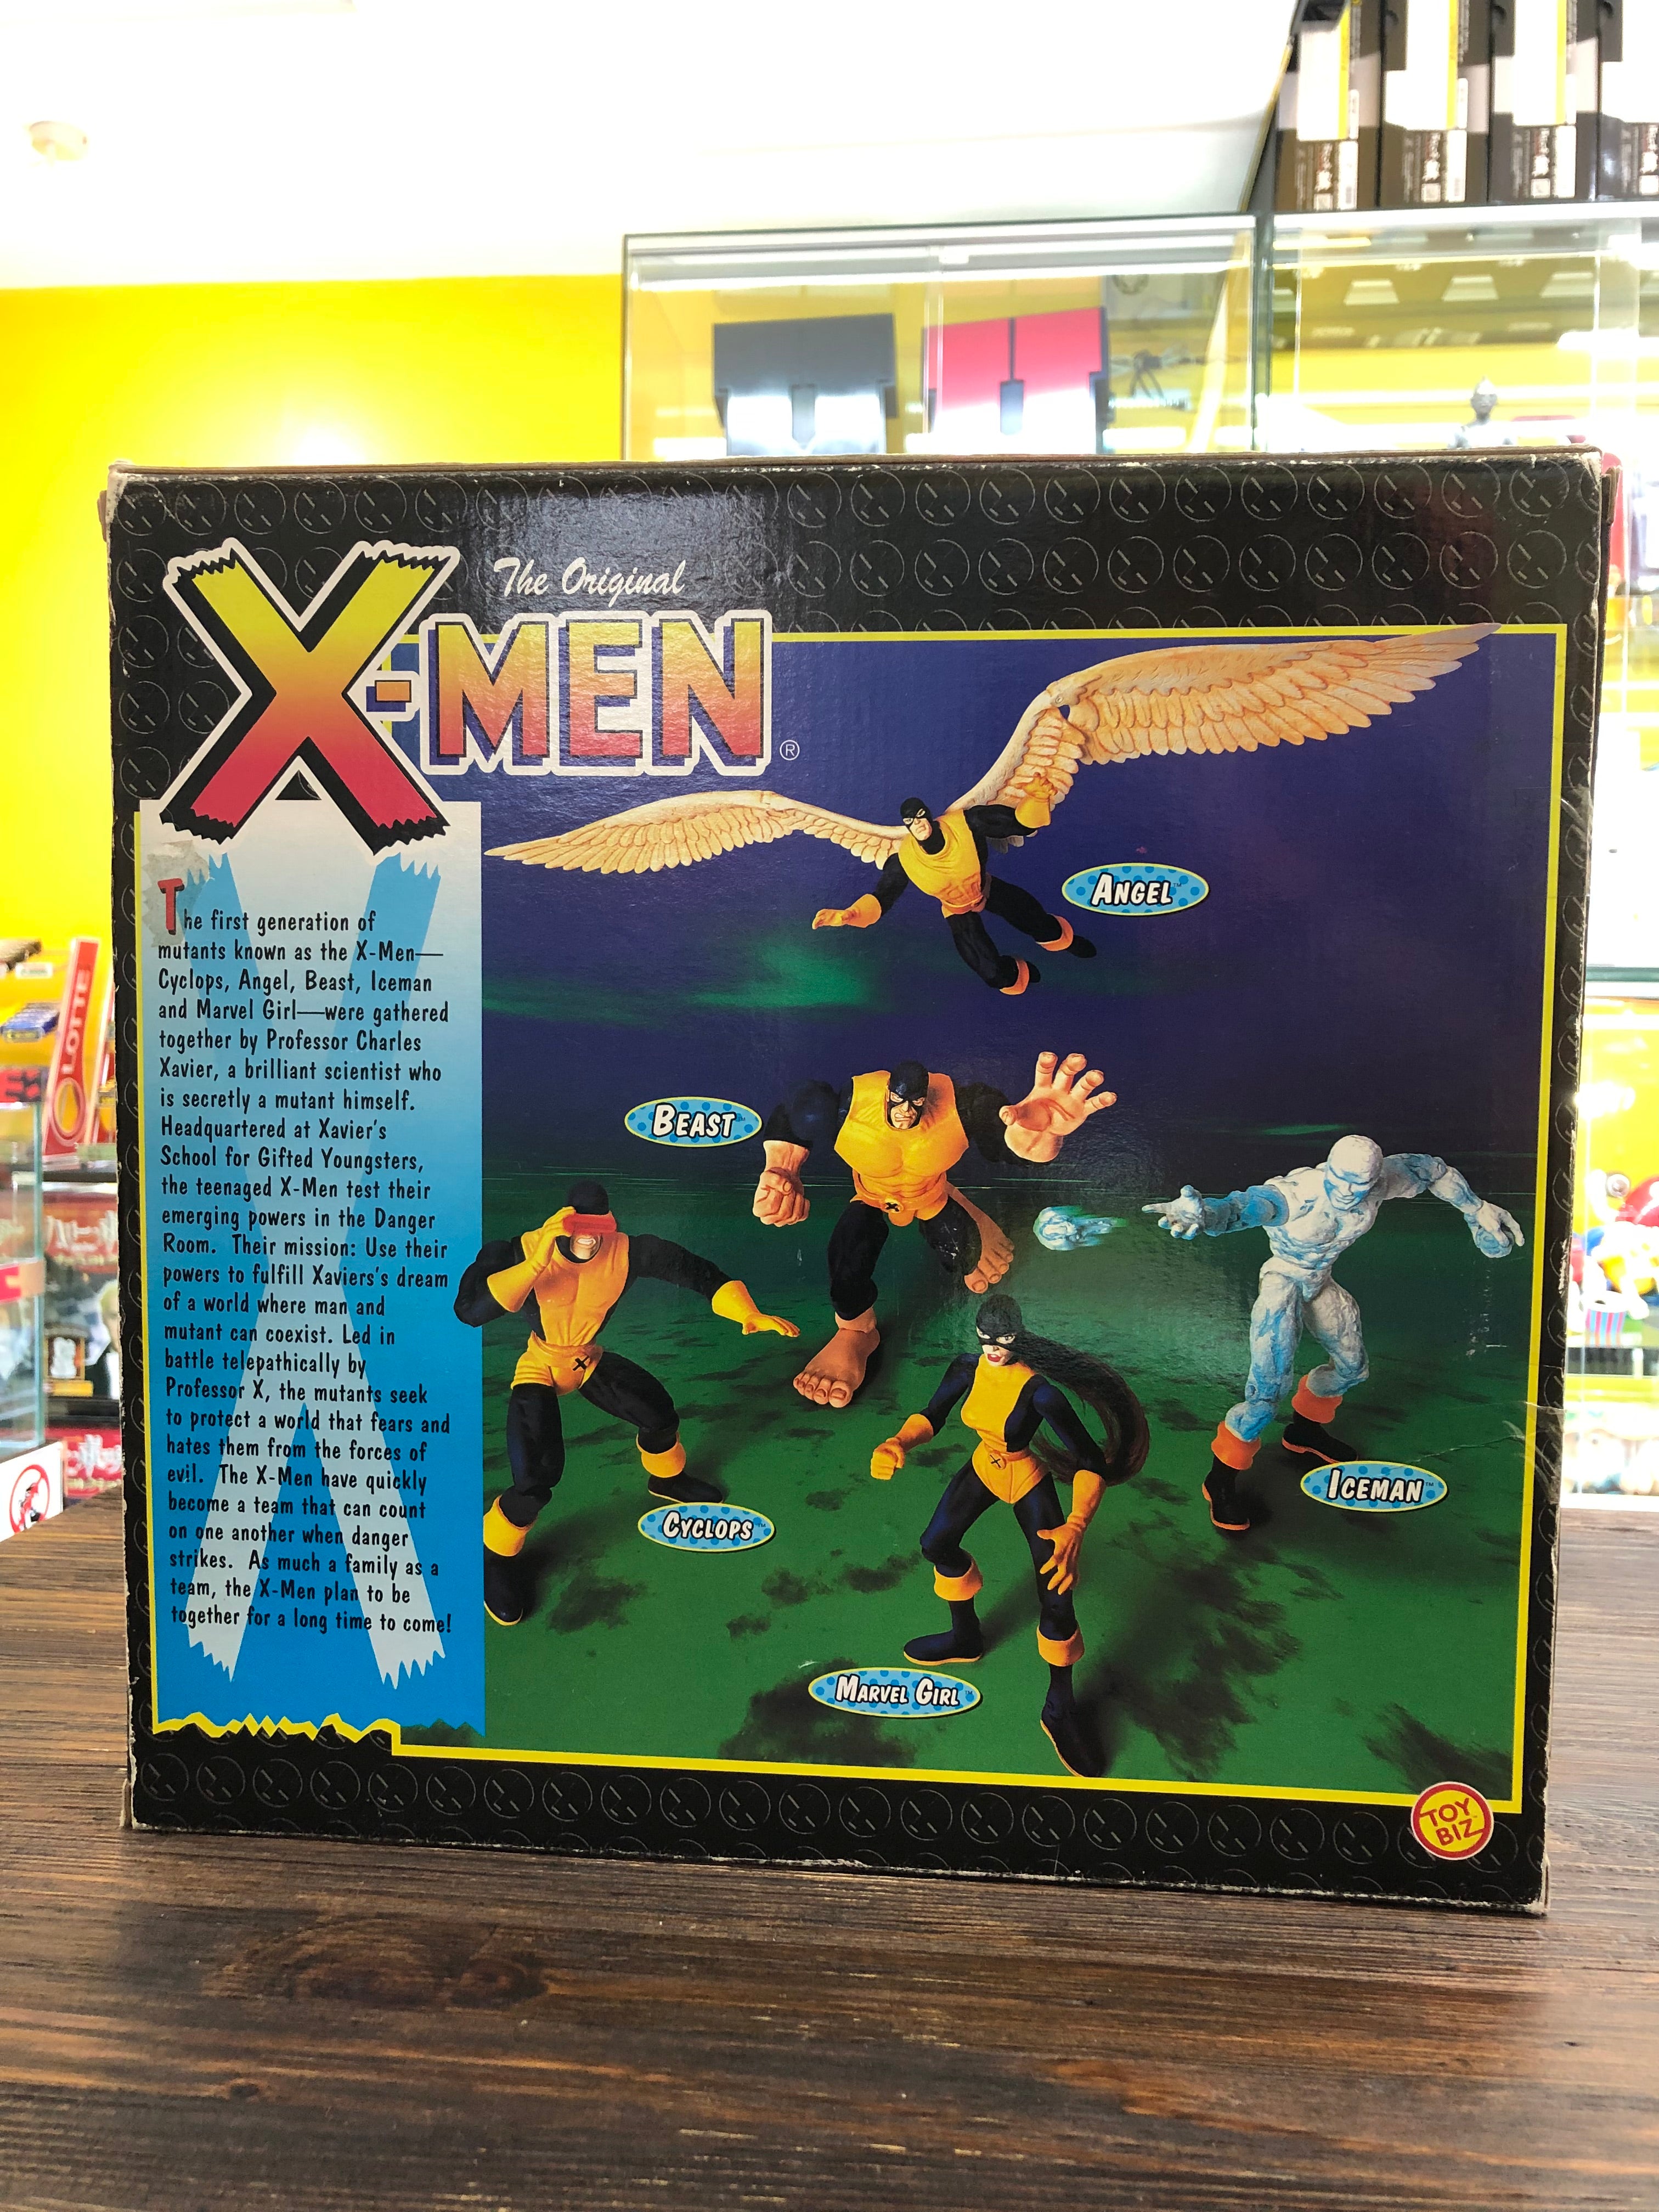 The Original
X-MEN®
The first generation of
mutants known as the X-Men—
Cyclops, Angel, Beast, Iceman
and Marvel Girl—were gathered
together by Professor Charles
Xavier, a brilliant scientist who
is secretly a mutant himself.
Headquartered at Xavier's
School for Gifted Youngsters,
the teenaged X-Men test their
emerging powers in the Danger
Room. Their mission: Use their
powers to fulfill Xaviers's dream
of a world where man and
mutant can coexist. Led in
battle telepathically by
Professor X, the mutants seek
to protect a world that fears and
hates them from the forces of
evil. The X-Men have quickly
become a team that can count
on one another when danger
strikes. As much a family as a
team, the X-Men plan to be
together for a long time to come!
ANGEL™
BEAST™
CYCLOPS™
ICEMAN™
MARVEL GIRL™
TOY
BIZ
LOTTE